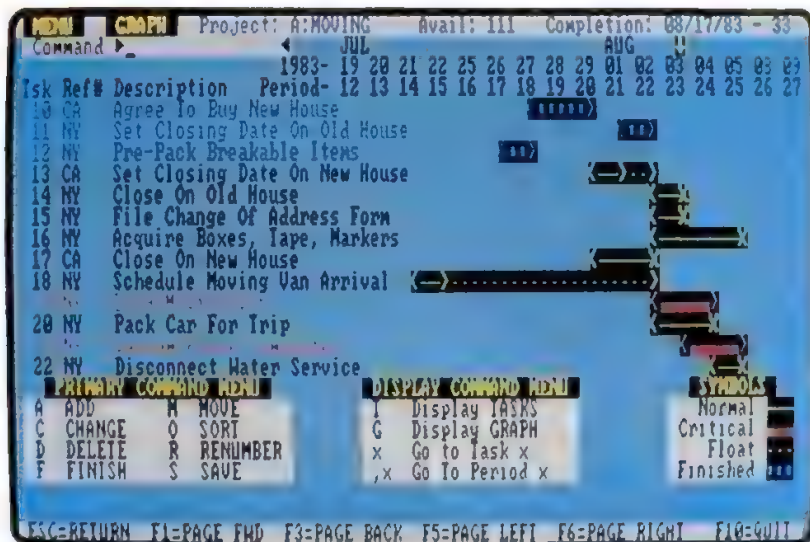 MENU GRAPH Project: A:MOVING Avail: 111 Completion: 08/17/83 - 33
Command
JUL AUG
1983- 19 20 21 22 25 26 27 28 29 01 02 03 04 05 08 09
Tsk Ref# Description Period- 12 13 14 15 16 17 18 19 20 21 22 23 24 25 26 27
10 CA Agree To Buy New House
11 NY Set Closing Date On Old House
12 NY Pre-Pack Breakable Items
13 CA Set Closing Date On New House
14 NY Close On Old House
15 NY File Change Of Address Form
16 NY Acquire Boxes, Tape, Markers
17 CA Close On New House
18 NY Schedule Moving Van Arrival
20 NY Pack Car For Trip
22 NY Disconnect Water Service
PRIMARY COMMAND MENU DISPLAY COMMAND MENU SYMBOLS
A ADD M MOVE T Display TASKS Normal
C CHANGE O SORT G Display GRAPH Critical
D DELETE R RENUMBER x Go to Task x Float
F FINISH S SAVE ,x Go To Period x Finished
ESC=RETURN F1=PAGE FWD F3=PAGE BACK F5=PAGE LEFT F6=PAGE RIGHT F10=QUIT